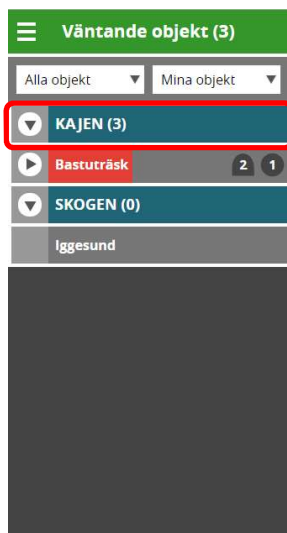 Väntande objekt (3)
Alla objekt Mina objekt
KAJEN (3)
Bastuträsk 2 1
SKOGEN (0)
Iggesund